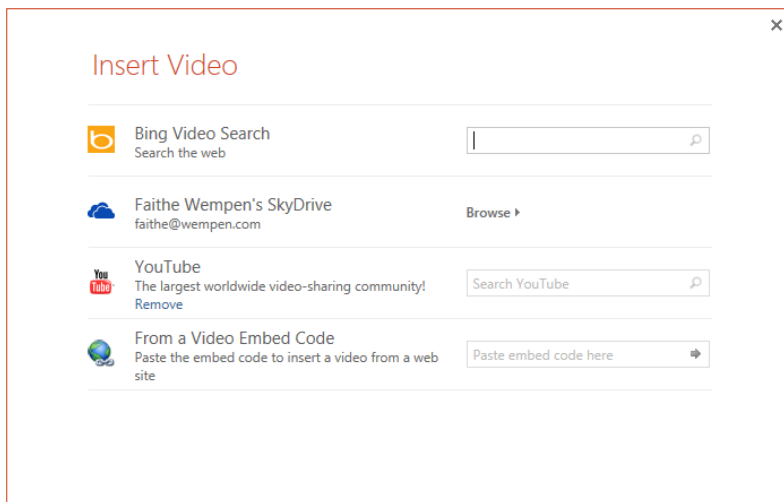 Insert Video
Bing Video Search
Search the web
Faithe Wempen's SkyDrive
faithe@wempen.com
Browse
You
Tube
YouTube
The largest worldwide video-sharing community!
Remove
Search YouTube
From a Video Embed Code
Paste the embed code to insert a video from a web
site
Paste embed code here